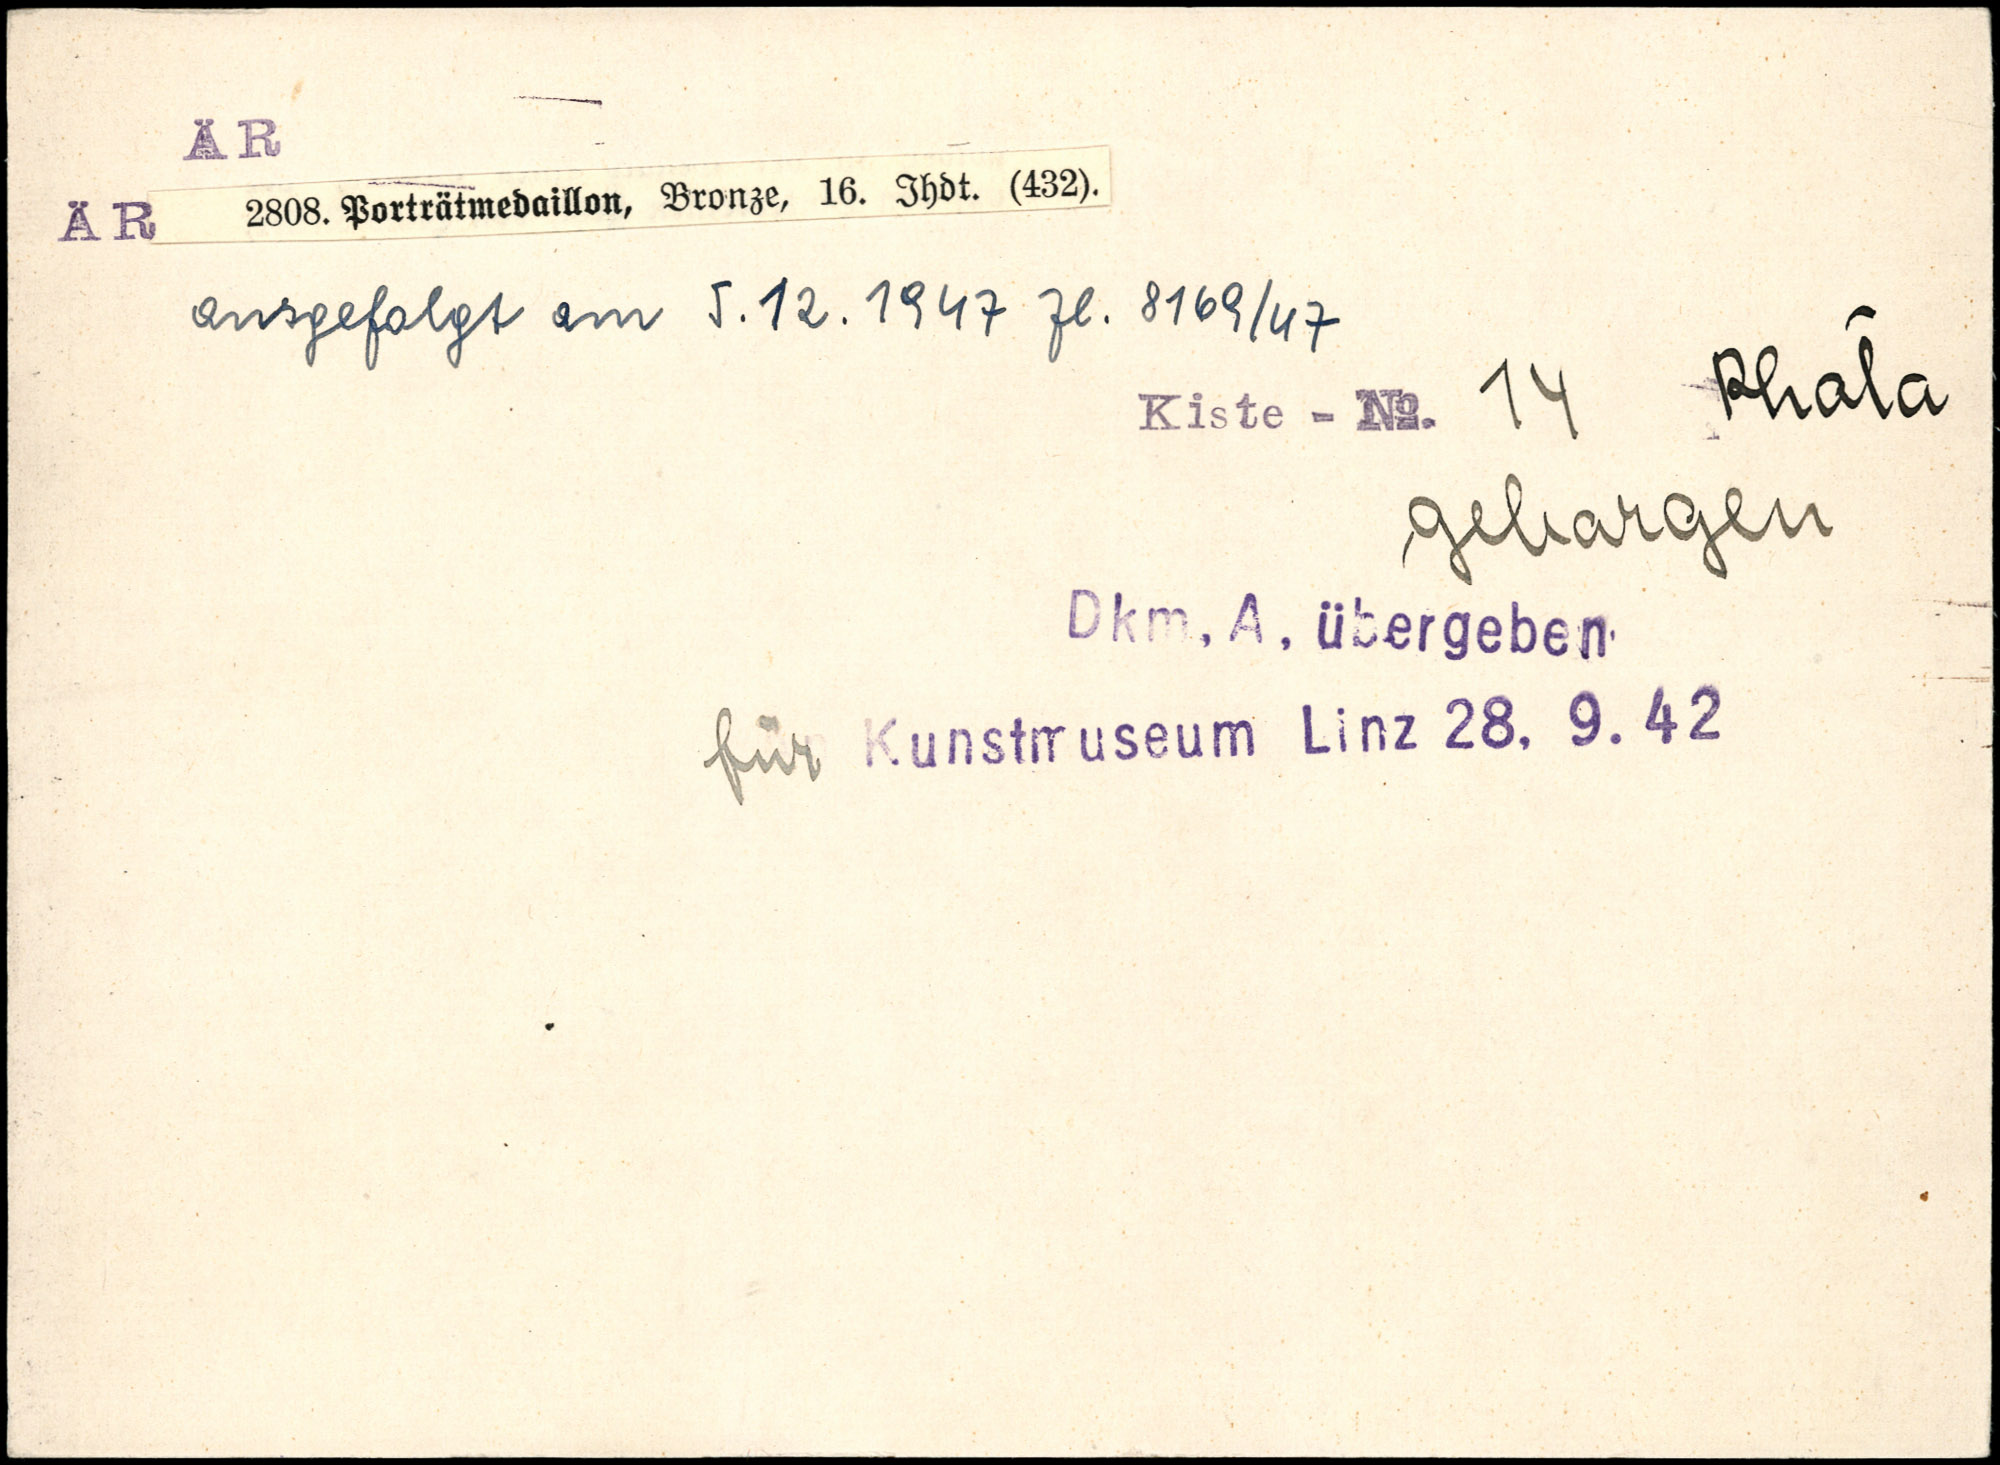 ÄR
ÄR 2808. Porträtmedaillon, Bronze, 16. Jhdt. (432).
ausgefolgt am 5.12.1947 Zl. 8169/47
Kiste - No. 14 Rhota
geborgen
Dkm. A. übergeben
für Kunstmuseum Linz 28. 9. 42